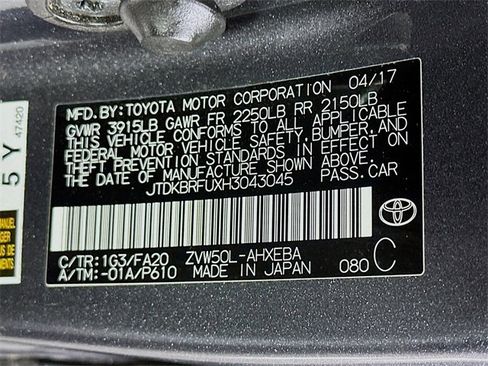 MFD. BY: TOYOTA MOTOR CORPORATION 04/17
GVWR 3915LB GAWR FR 2250LB RR 2150LB
THIS VEHICLE CONFORMS TO ALL APPLICABLE
FEDERAL MOTOR VEHICLE SAFETY, BUMPER, AND
THEFT PREVENTION STANDARDS IN EFFECT ON
THE DATE OF MANUFACTURE SHOWN ABOVE.
JTDKBRFUXH3043045 PASS. CAR
C/TR: 1G3/FA20 ZVW50L-AHXEBA
A/TM: -01A/P610 MADE IN JAPAN 080 C
5 Y
47420